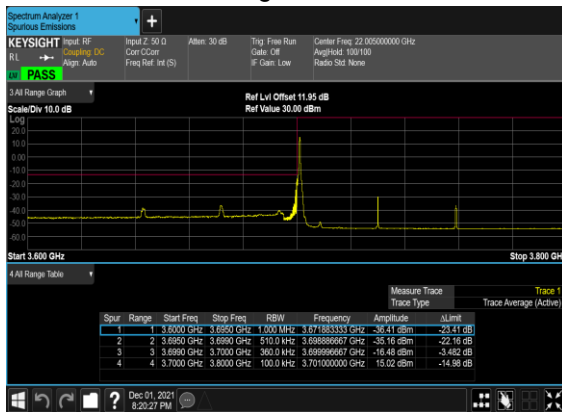 Spectrum Analyzer 1
Spurious Emissions
KEYSIGHT Input: RF Input Z: 50 Ω Atten: 30 dB Trig: Free Run Center Freq: 22.005000000 GHz
RL Coupling: DC Corr CCorr Gate: Off Avg|Hold: 100/100
Align: Auto Freq Ref: Int (S) IF Gain: Low Radio Std: None
PASS
3 All Range Graph
Ref Lvl Offset 11.95 dB
Scale/Div 10.0 dB Ref Value 30.00 dBm
Log
20.0
10.0
0.00
-10.0
-20.0
-30.0
-40.0
-50.0
-60.0
Start 3.600 GHz Stop 3.800 GH
4 All Range Table
Measure Trace Trace 1
Trace Type Trace Average (Active)
Spur Range Start Freq Stop Freq RBW Frequency Amplitude ΔLimit
1 1 3.6000 GHz 3.6950 GHz 1.000 MHz 3.671883333 GHz -36.41 dBm -23.41 dB
2 2 3.6950 GHz 3.6990 GHz 510.0 kHz 3.698886667 GHz -35.16 dBm -22.16 dB
3 3 3.6990 GHz 3.7000 GHz 360.0 kHz 3.699996667 GHz -16.48 dBm -3.482 dB
4 4 3.7000 GHz 3.8000 GHz 100.0 kHz 3.701000000 GHz 15.02 dBm -14.98 dB
? Dec 01, 2021
8:20:27 PM